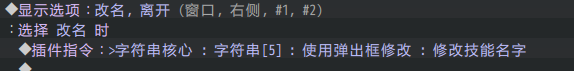 ◆显示选项：改名, 离开 (窗口, 右侧, #1, #2)
：选择 改名 时
◆插件指令：>字符串核心 : 字符串[5] : 使用弹出框修改 : 修改技能名字
◆